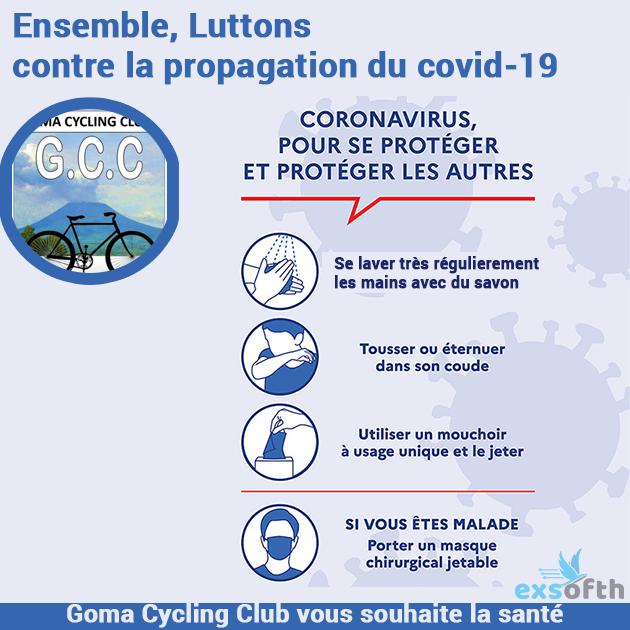 Ensemble, Luttons
contre la propagation du covid-19
MA CYCLING CLU
G.C.C
CORONAVIRUS,
POUR SE PROTÉGER
ET PROTÉGER LES AUTRES
Se laver très régulierement
les mains avec du savon
Tousser ou éternuer
dans son coude
Utiliser un mouchoir
à usage unique et le jeter
SI VOUS ÊTES MALADE
Porter un masque
chirurgical jetable
exsofth
Goma Cycling Club vous souhaite la santé